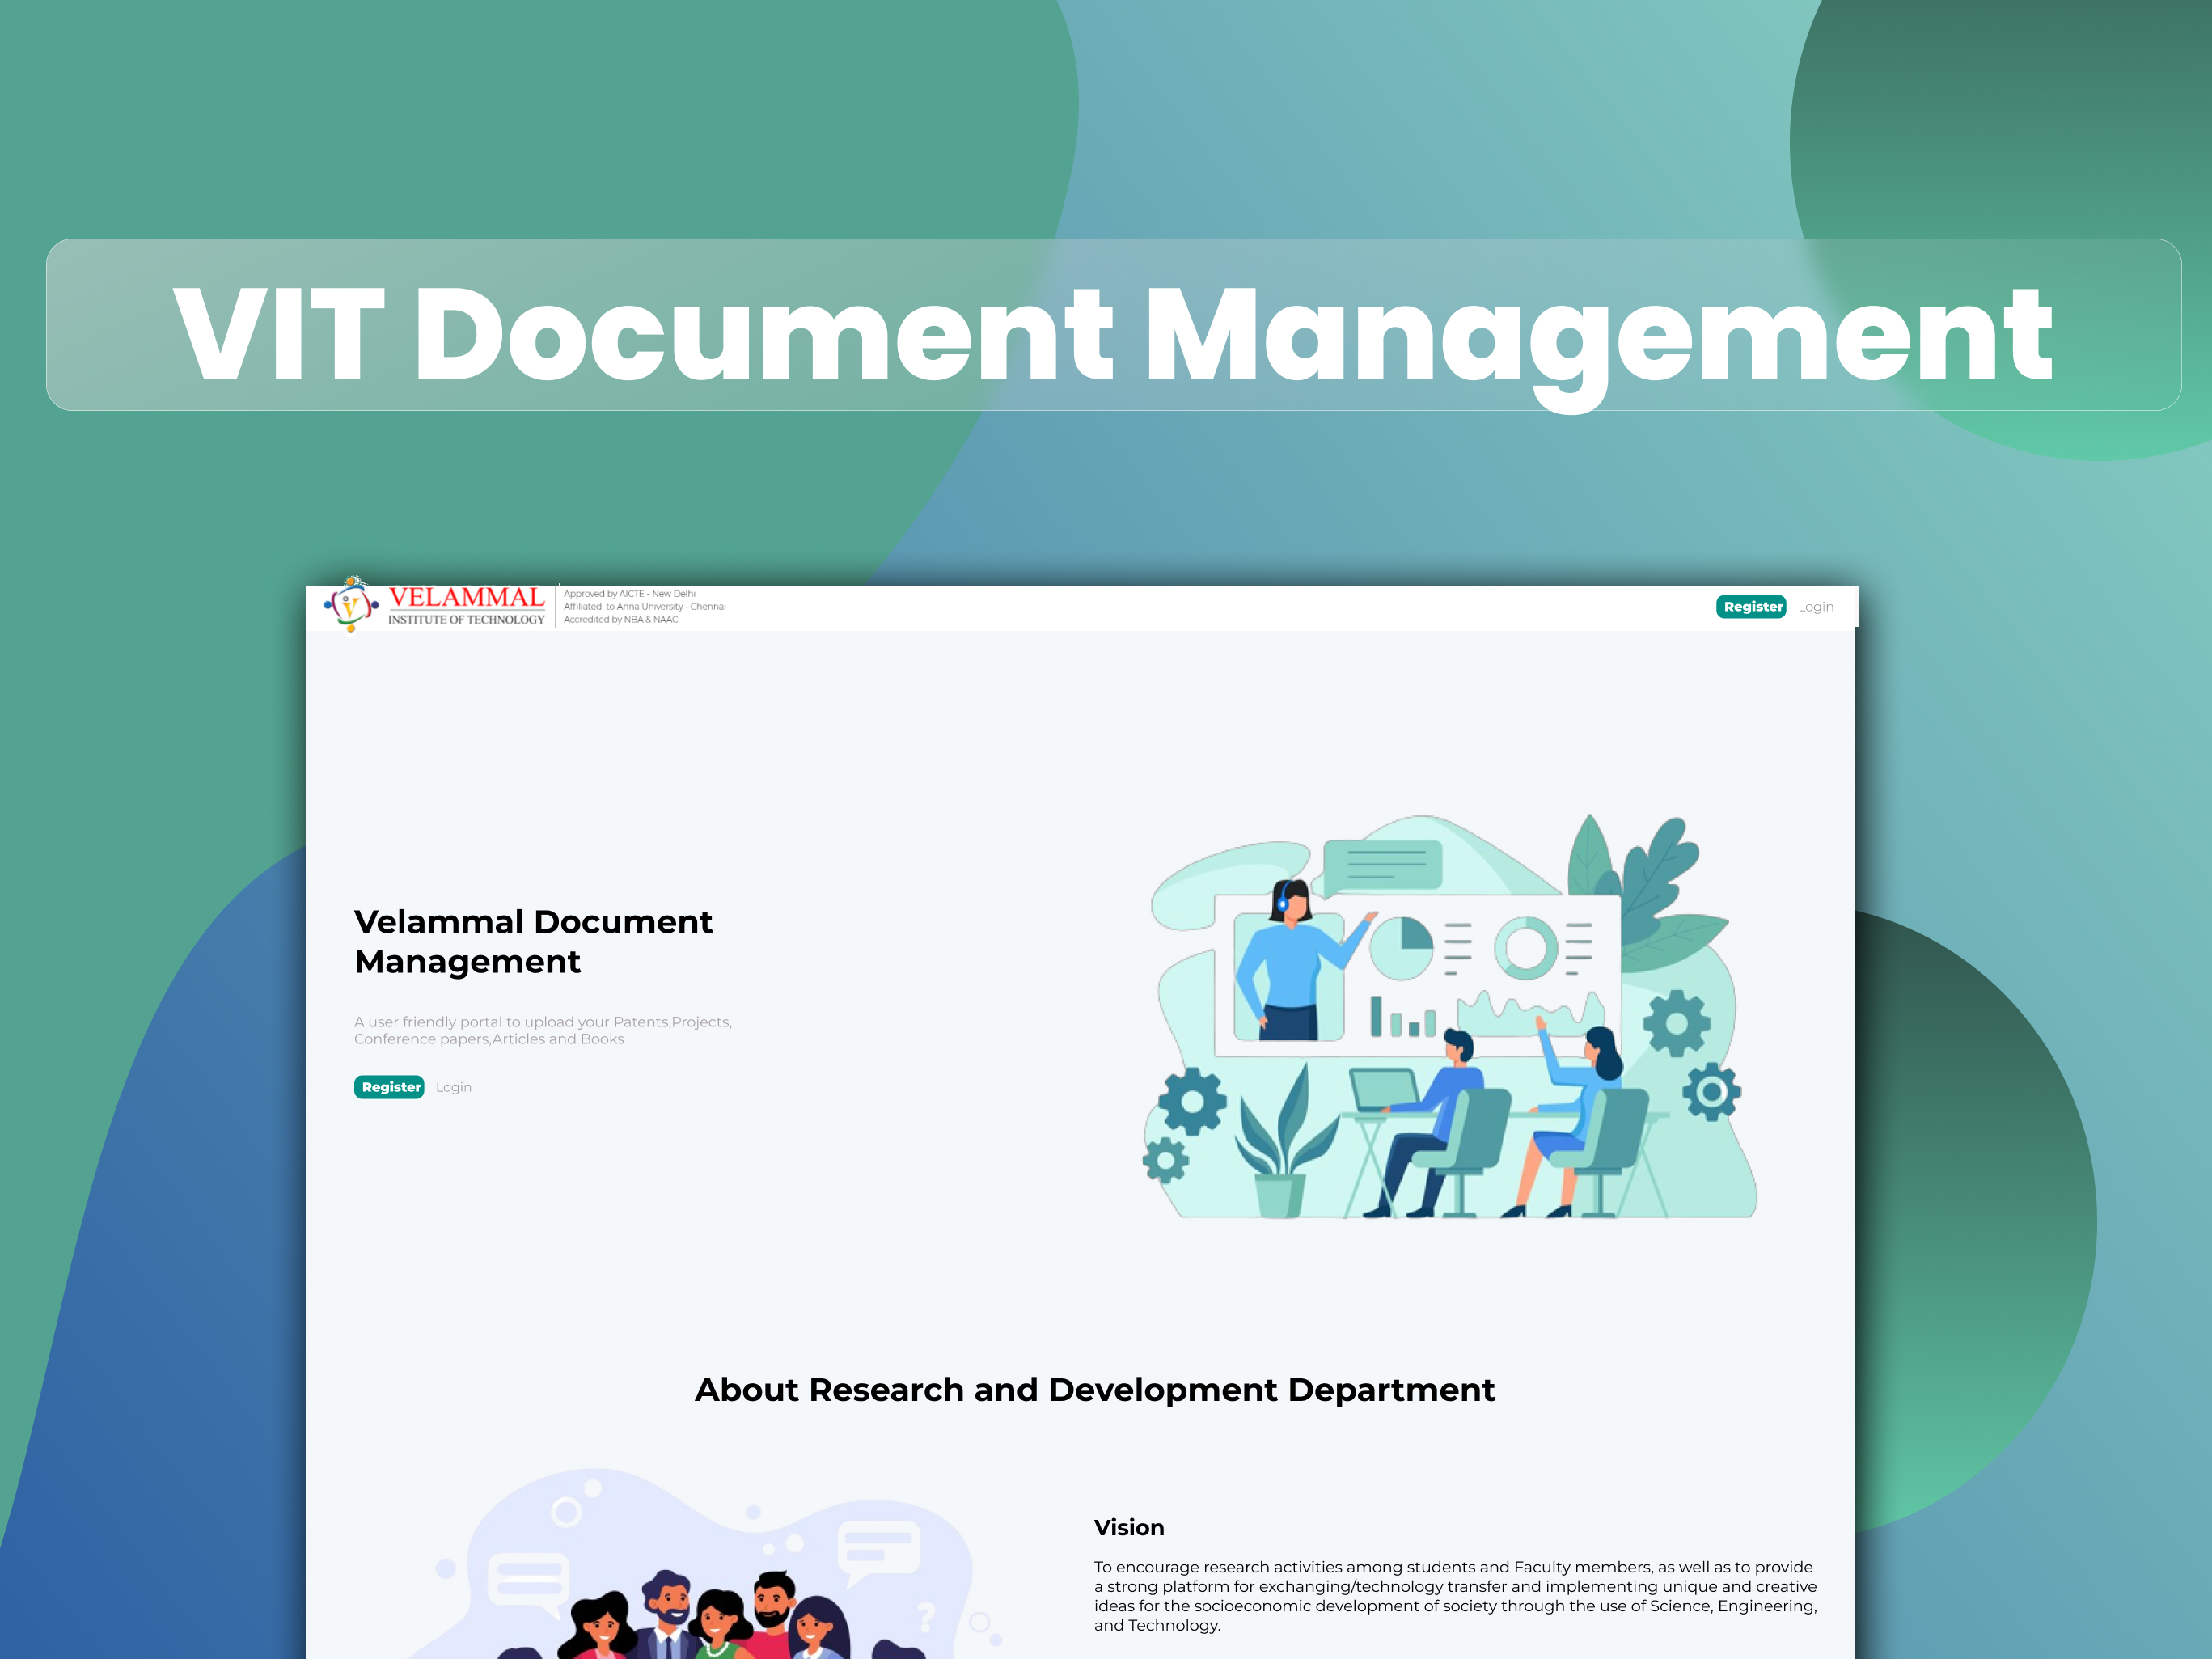 VIT Document Management
VELAMMAL
INSTITUTE OF TECHNOLOGY
Approved by AICTE - New Delhi
Affiliated to Anna University - Chennai
Accredited by NBA & NAAC
Register Login
Velammal Document
Management
A user friendly portal to upload your Patents,Projects,
Conference papers,Articles and Books
Register Login
About Research and Development Department
Vision
To encourage research activities among students and Faculty members, as well as to provide
a strong platform for exchanging/technology transfer and implementing unique and creative
ideas for the socioeconomic development of society through the use of Science, Engineering,
and Technology.
?